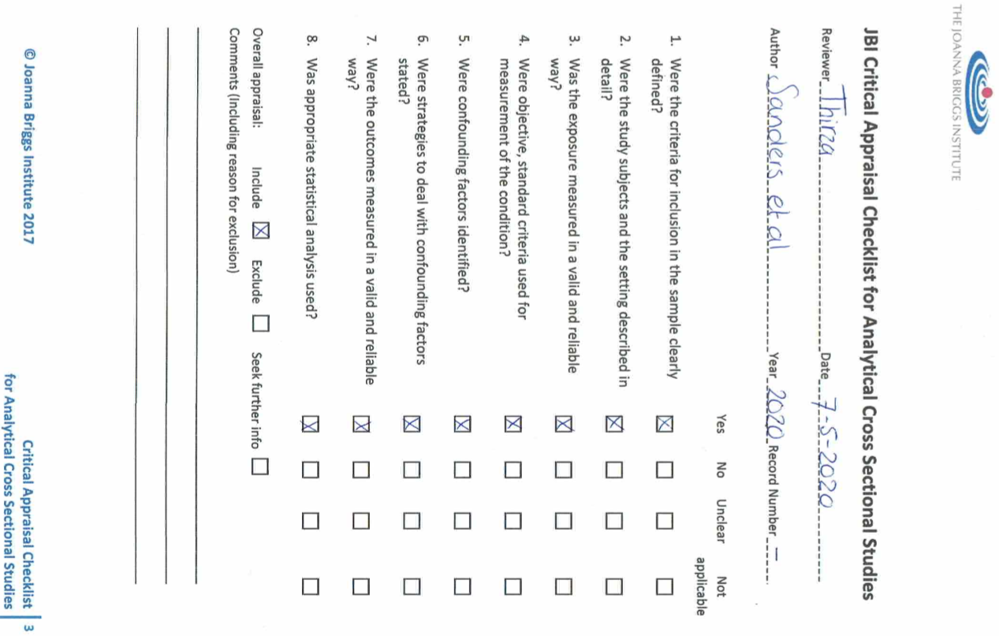 THE JOANNA BRIGGS INSTITUTE
JBI Critical Appraisal Checklist for Analytical Cross Sectional Studies
Reviewer Thirza Date 7-5-2020
Author Sanders et al Year 2020 Record Number –
Yes No Unclear Not
applicable
1. Were the criteria for inclusion in the sample clearly
defined?
2. Were the study subjects and the setting described in
detail?
3. Was the exposure measured in a valid and reliable
way?
4. Were objective, standard criteria used for
measurement of the condition?
5. Were confounding factors identified?
6. Were strategies to deal with confounding factors
stated?
7. Were the outcomes measured in a valid and reliable
way?
8. Was appropriate statistical analysis used?
Overall appraisal: Include ☒ Exclude ☐ Seek further info ☐
Comments (Including reason for exclusion)
© Joanna Briggs Institute 2017
Critical Appraisal Checklist
for Analytical Cross Sectional Studies
3